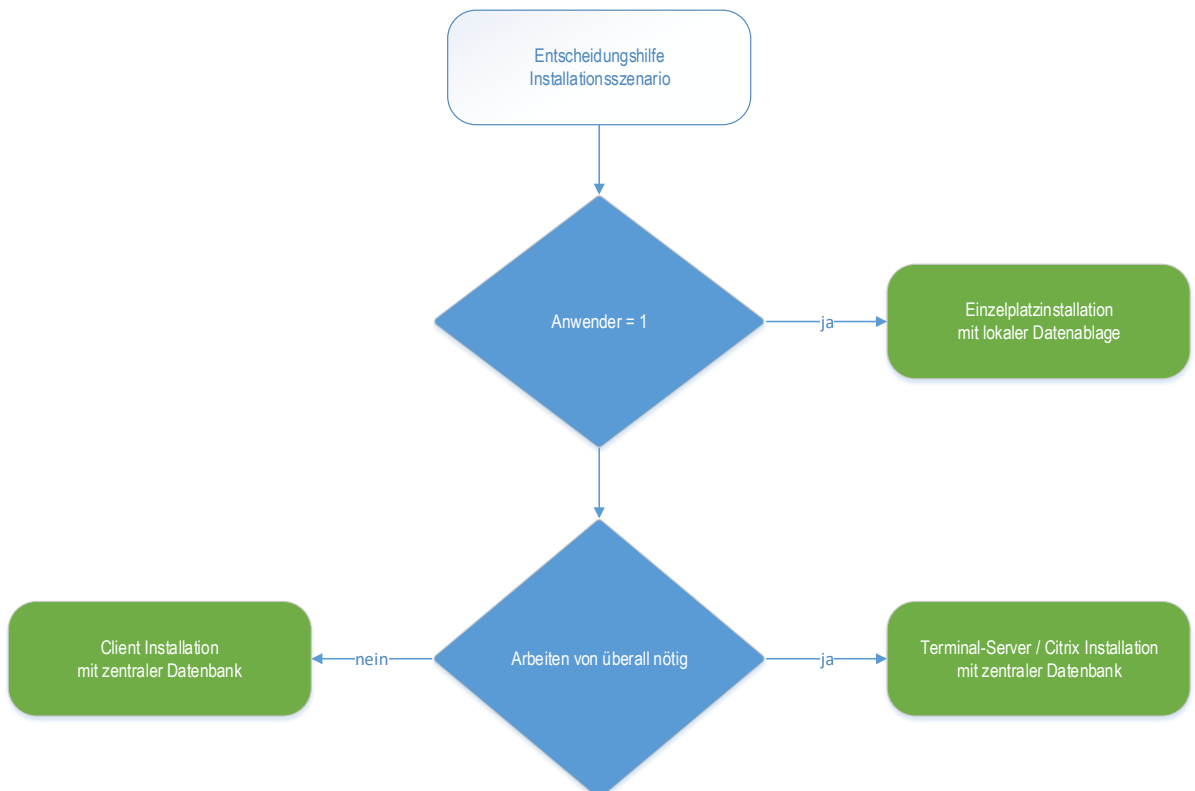 Entscheidungshilfe
Installationsszenario
Anwender = 1
ja
Einzelplatzinstallation
mit lokaler Datenablage
Client Installation
mit zentraler Datenbank
nein
Arbeiten von überall nötig
ja
Terminal-Server / Citrix Installation
mit zentraler Datenbank